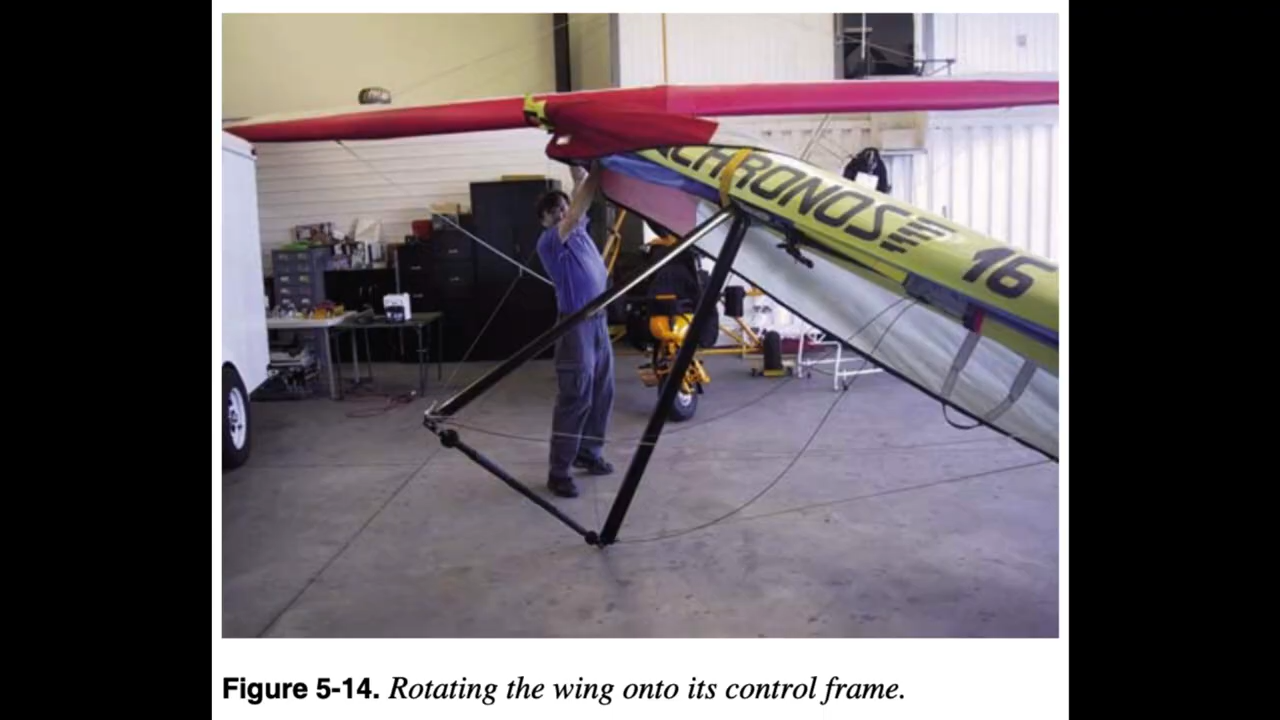 CHRONOS 16
Figure 5-14. Rotating the wing onto its control frame.